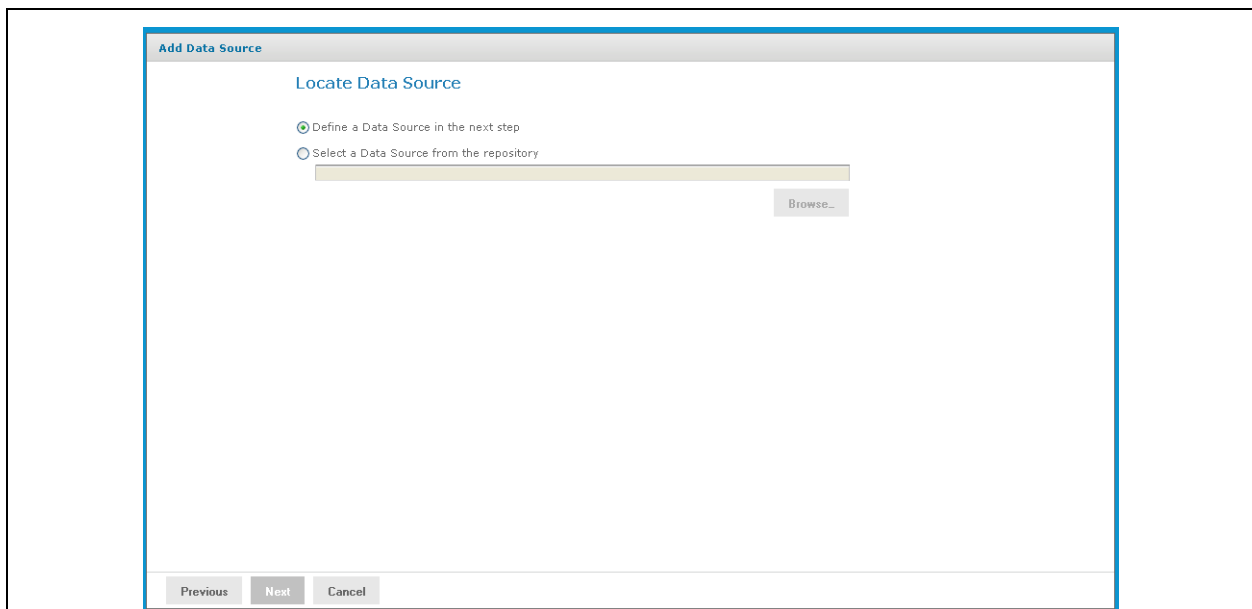 Add Data Source
Locate Data Source
Define a Data Source in the next step
Select a Data Source from the repository
Browse...
Previous Next Cancel